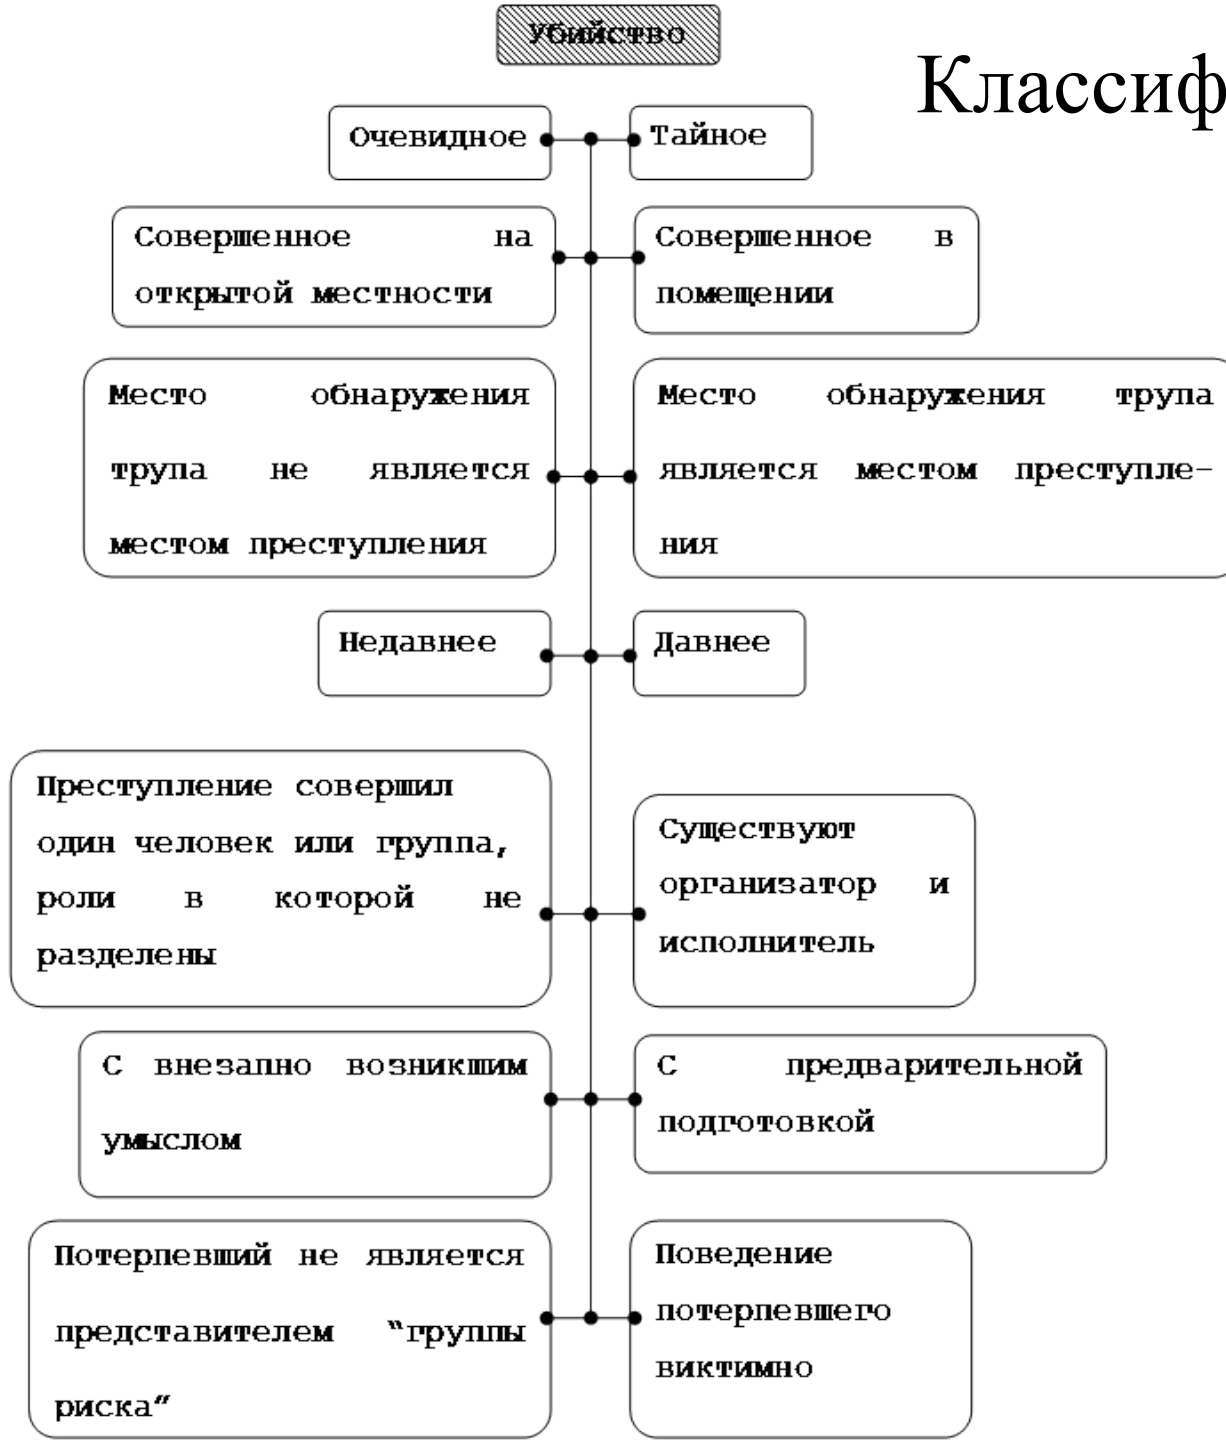 Убийство
Классиф
Очевидное
Тайное
Совершенное на
открытой местности
Совершенное в
помещении
Место обнаружения
трупа не является
местом преступления
Место обнаружения трупа
является местом преступле-
ния
Недавнее
Давнее
Преступление совершил
один человек или группа,
роли в которой не
разделены
Существуют
организатор и
исполнитель
С внезапно возникшим
умыслом
С предварительной
подготовкой
Потерпевший не является
представителем “группы
риска”
Поведение
потерпевшего
виктимно